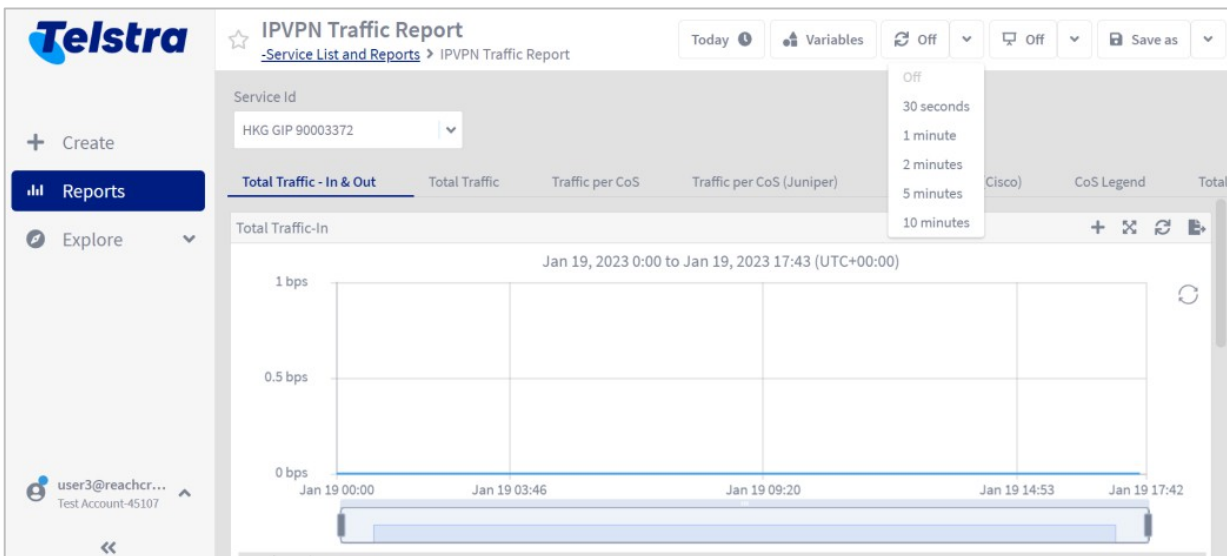 Telstra
IPVPN Traffic Report
-Service List and Reports > IPVPN Traffic Report
Today
Variables
Off
Off
Save as
Off
30 seconds
1 minute
2 minutes
5 minutes
10 minutes
Create
Reports
Explore
Service Id
HKG GIP 90003372
Total Traffic - In & Out
Total Traffic
Traffic per CoS
Traffic per CoS (Juniper)
Cisco)
CoS Legend
Total
Total Traffic-In
Jan 19, 2023 0:00 to Jan 19, 2023 17:43 (UTC+00:00)
1 bps
0.5 bps
0 bps
Jan 19 00:00
Jan 19 03:46
Jan 19 09:20
Jan 19 14:53
Jan 19 17:42
user3@reachcr...
Test Account-45107